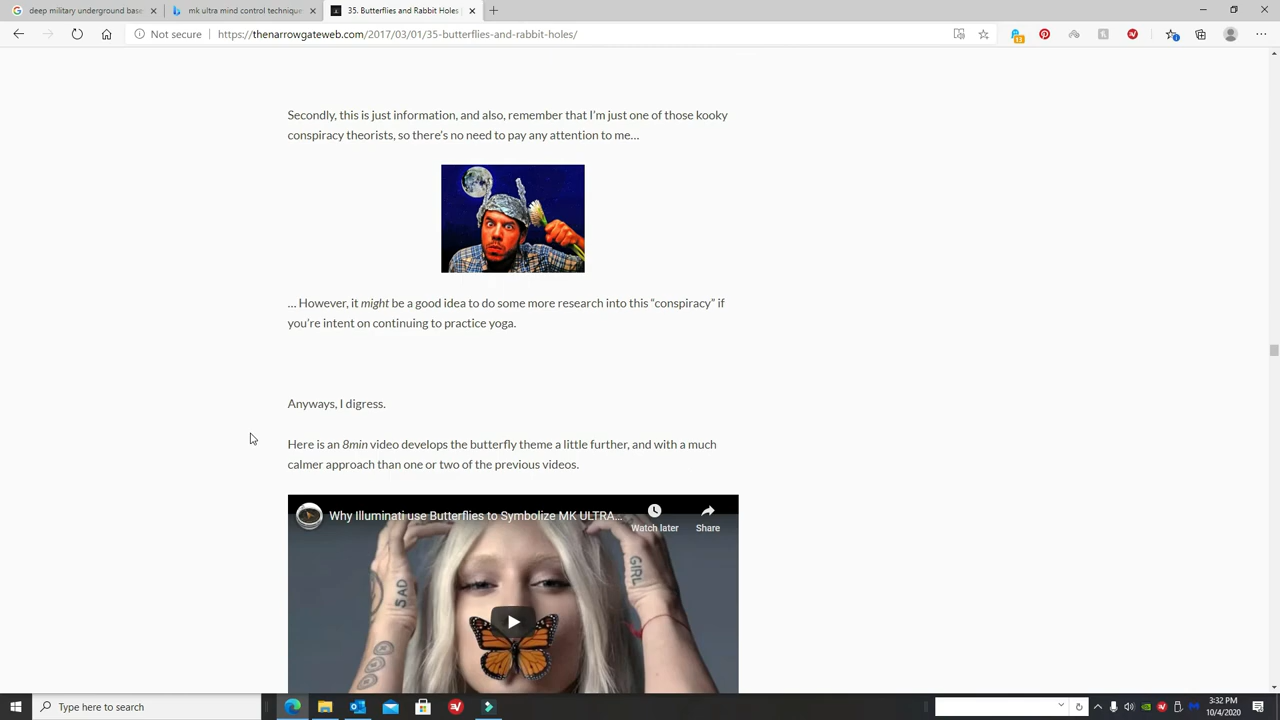 deep military underground base
mk ultra mind control technique
35. Butterflies and Rabbit Holes
Not secure
https://thenarrowgateweb.com/2017/03/01/35-butterflies-and-rabbit-holes/
Secondly, this is just information, and also, remember that I'm just one of those kooky
conspiracy theorists, so there's no need to pay any attention to me…
… However, it might be a good idea to do some more research into this “conspiracy” if
you're intent on continuing to practice yoga.
Anyways, I digress.
Here is an 8min video develops the butterfly theme a little further, and with a much
calmer approach than one or two of the previous videos.
Why Illuminati use Butterflies to Symbolize MK ULTRA…
Watch later
Share
SAD
GIRL
Type here to search
3:32 PM
10/4/2020